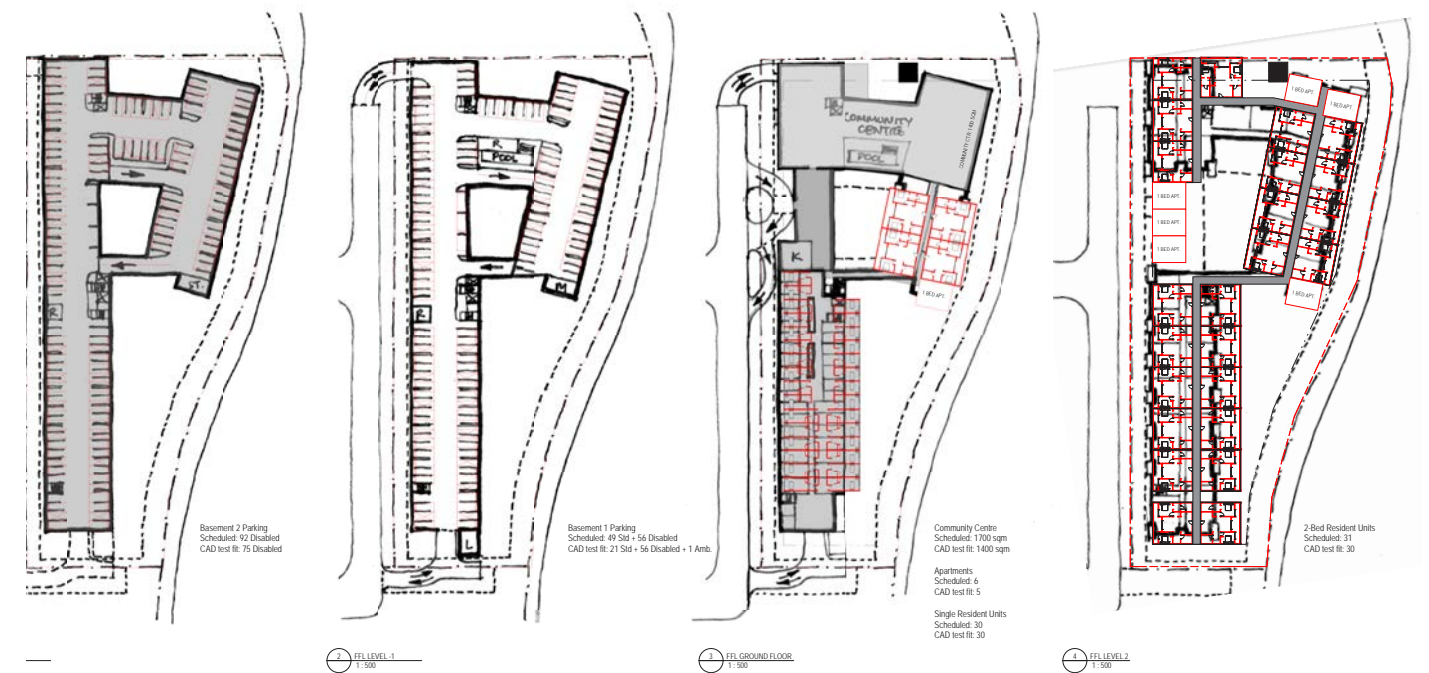 ST.
R
Basement 2 Parking
Scheduled: 92 Disabled
CAD test fit: 75 Disabled
R
POOL
M
R
L
Basement 1 Parking
Scheduled: 49 Std + 56 Disabled
CAD test fit: 21 Std + 56 Disabled + 1 Amb.
2
FFL LEVEL -1
1 : 500
COMMUNITY
CENTRE
COMMUNITY CTR 1400 SQM
POOL
K
1 BED APT.
Community Centre
Scheduled: 1700 sqm
CAD test fit: 1400 sqm
Apartments
Scheduled: 6
CAD test fit: 5
Single Resident Units
Scheduled: 30
CAD test fit: 30
3
FFL GROUND FLOOR
1 : 500
1 BED APT.
1 BED APT.
1 BED APT.
1 BED APT.
1 BED APT.
1 BED APT.
2-Bed Resident Units
Scheduled: 31
CAD test fit: 30
4
FFL LEVEL 2
1 : 500